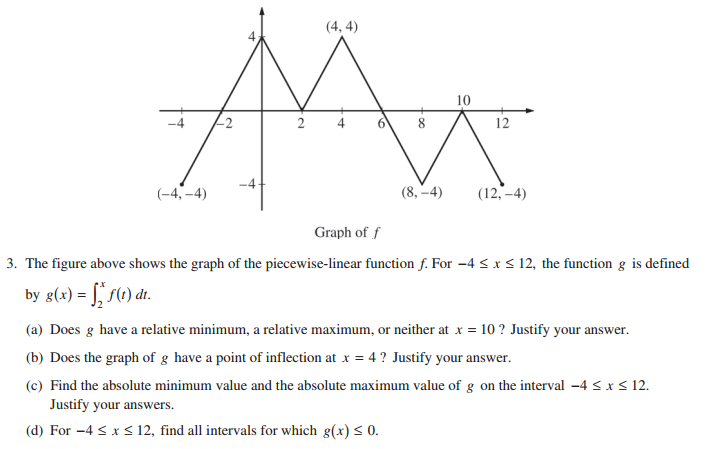 (4, 4)
4
10
−4
−2
2
4
6
8
12
−4
(−4, −4)
(8, −4)
(12, −4)
Graph of f
3. The figure above shows the graph of the piecewise-linear function f. For −4 ≤ x ≤ 12, the function g is defined
by g(x) = ∫₂ˣ f(t) dt.
(a) Does g have a relative minimum, a relative maximum, or neither at x = 10 ? Justify your answer.
(b) Does the graph of g have a point of inflection at x = 4 ? Justify your answer.
(c) Find the absolute minimum value and the absolute maximum value of g on the interval −4 ≤ x ≤ 12.
Justify your answers.
(d) For −4 ≤ x ≤ 12, find all intervals for which g(x) ≤ 0.